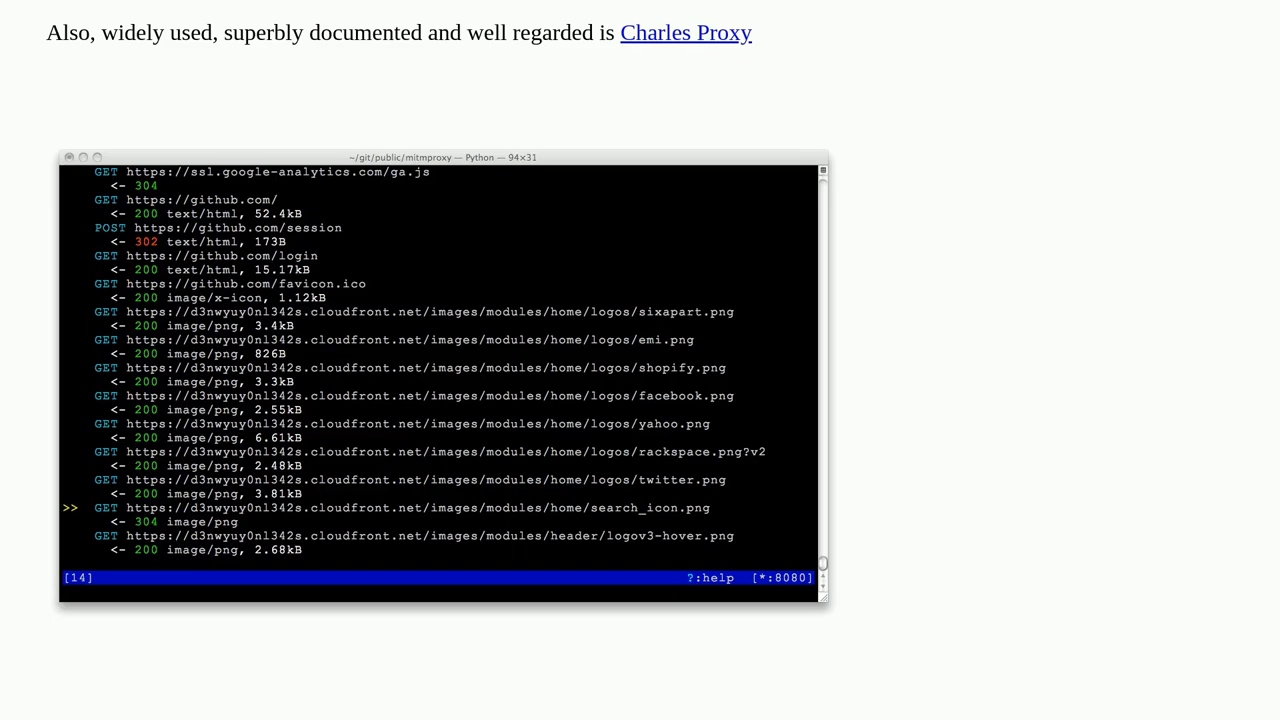 Also, widely used, superbly documented and well regarded is Charles Proxy
~/git/public/mitmproxy — Python — 94×31
GET https://ssl.google-analytics.com/ga.js
<- 304
GET https://github.com/
<- 200 text/html, 52.4kB
POST https://github.com/session
<- 302 text/html, 173B
GET https://github.com/login
<- 200 text/html, 15.17kB
GET https://github.com/favicon.ico
<- 200 image/x-icon, 1.12kB
GET https://d3nwyuy0nl342s.cloudfront.net/images/modules/home/logos/sixapart.png
<- 200 image/png, 3.4kB
GET https://d3nwyuy0nl342s.cloudfront.net/images/modules/home/logos/emi.png
<- 200 image/png, 826B
GET https://d3nwyuy0nl342s.cloudfront.net/images/modules/home/logos/shopify.png
<- 200 image/png, 3.3kB
GET https://d3nwyuy0nl342s.cloudfront.net/images/modules/home/logos/facebook.png
<- 200 image/png, 2.55kB
GET https://d3nwyuy0nl342s.cloudfront.net/images/modules/home/logos/yahoo.png
<- 200 image/png, 6.61kB
GET https://d3nwyuy0nl342s.cloudfront.net/images/modules/home/logos/rackspace.png?v2
<- 200 image/png, 2.48kB
GET https://d3nwyuy0nl342s.cloudfront.net/images/modules/home/logos/twitter.png
<- 200 image/png, 3.81kB
>> GET https://d3nwyuy0nl342s.cloudfront.net/images/modules/home/search_icon.png
<- 304 image/png
GET https://d3nwyuy0nl342s.cloudfront.net/images/modules/header/logov3-hover.png
<- 200 image/png, 2.68kB
[14] ?:help [*:8080]